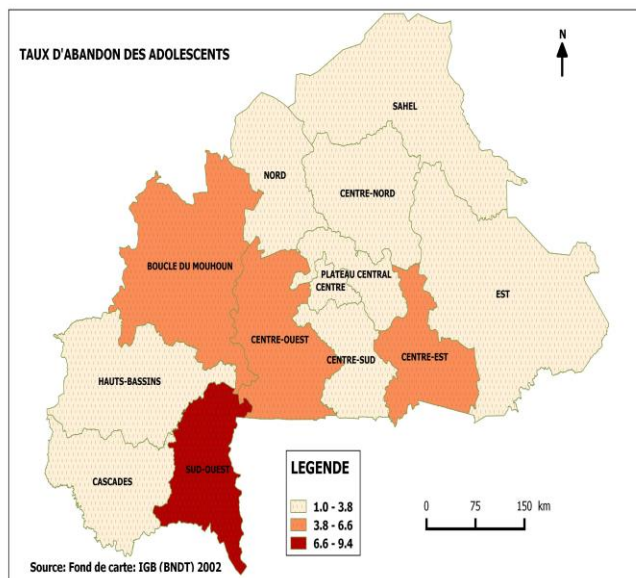 TAUX D'ABANDON DES ADOLESCENTS
N
SAHEL
NORD
CENTRE-NORD
BOUCLE DU MOUHOUN
PLATEAU CENTRAL
CENTRE
EST
CENTRE-OUEST
CENTRE-SUD
CENTRE-EST
HAUTS-BASSINS
SUD-OUEST
CASCADES
LEGENDE
1.0 - 3.8
3.8 - 6.6
6.6 - 9.4
0 75 150 km
Source: Fond de carte: IGB (BNDT) 2002